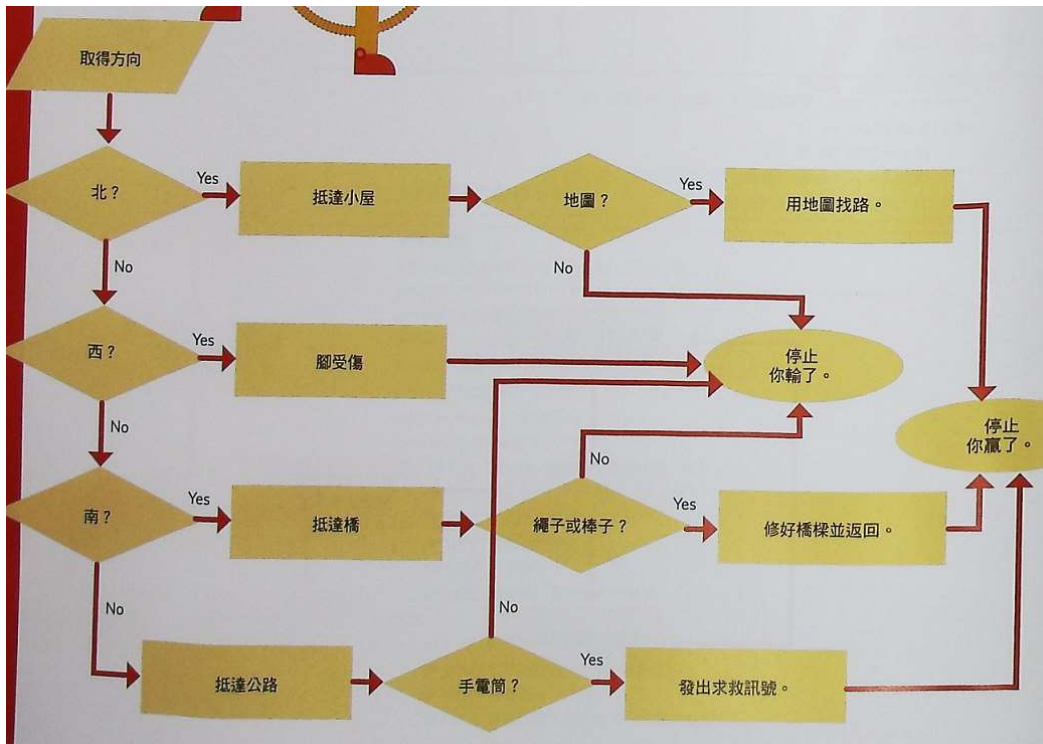 取得方向
北？
Yes
抵達小屋
地圖？
Yes
用地圖找路。
No
No
西？
Yes
腳受傷
停止
你輸了。
停止
你贏了。
No
No
南？
Yes
抵達橋
繩子或棒子？
Yes
修好橋樑並返回。
No
No
抵達公路
手電筒？
Yes
發出求救訊號。